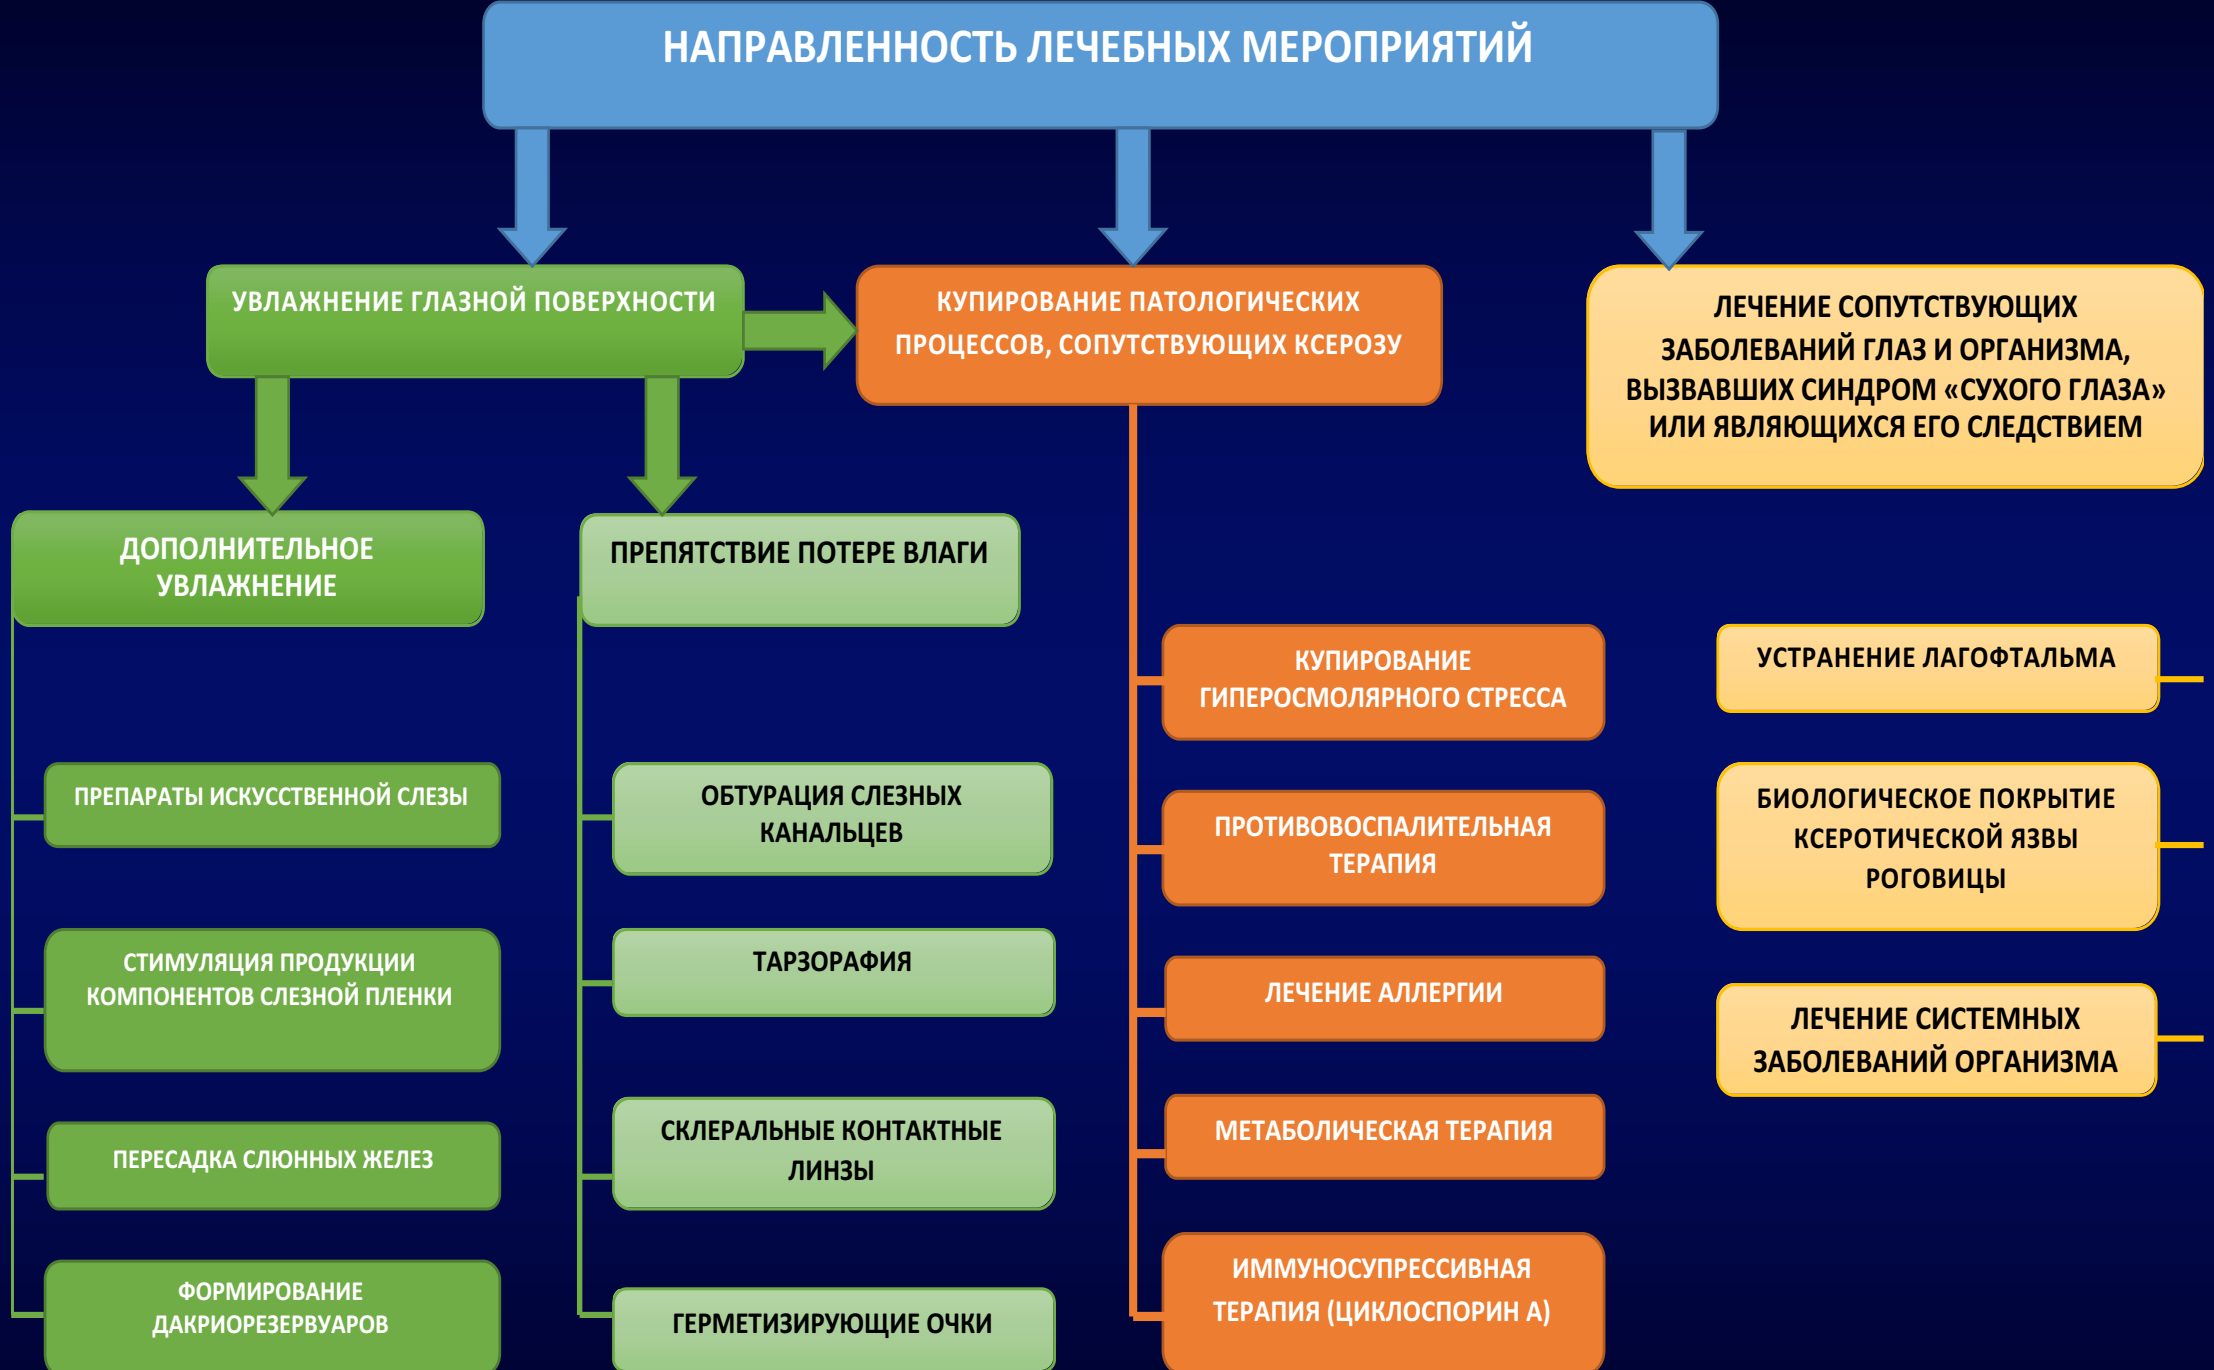 НАПРАВЛЕННОСТЬ ЛЕЧЕБНЫХ МЕРОПРИЯТИЙ
УВЛАЖНЕНИЕ ГЛАЗНОЙ ПОВЕРХНОСТИ
КУПИРОВАНИЕ ПАТОЛОГИЧЕСКИХ
ПРОЦЕССОВ, СОПУТСТВУЮЩИХ КСЕРОЗУ
ЛЕЧЕНИЕ СОПУТСТВУЮЩИХ
ЗАБОЛЕВАНИЙ ГЛАЗ И ОРГАНИЗМА,
ВЫЗВАВШИХ СИНДРОМ «СУХОГО ГЛАЗА»
ИЛИ ЯВЛЯЮЩИХСЯ ЕГО СЛЕДСТВИЕМ
ДОПОЛНИТЕЛЬНОЕ
УВЛАЖНЕНИЕ
ПРЕПАРАТЫ ИСКУССТВЕННОЙ СЛЕЗЫ
СТИМУЛЯЦИЯ ПРОДУКЦИИ
КОМПОНЕНТОВ СЛЕЗНОЙ ПЛЕНКИ
ПЕРЕСАДКА СЛЮННЫХ ЖЕЛЕЗ
ФОРМИРОВАНИЕ
ДАКРИОРЕЗЕРВУАРОВ
ПРЕПЯТСТВИЕ ПОТЕРЕ ВЛАГИ
ОБТУРАЦИЯ СЛЕЗНЫХ
КАНАЛЬЦЕВ
ТАРЗОРАФИЯ
СКЛЕРАЛЬНЫЕ КОНТАКТНЫЕ
ЛИНЗЫ
ГЕРМЕТИЗИРУЮЩИЕ ОЧКИ
КУПИРОВАНИЕ
ГИПЕРОСМОЛЯРНОГО СТРЕССА
ПРОТИВОВОСПАЛИТЕЛЬНАЯ
ТЕРАПИЯ
ЛЕЧЕНИЕ АЛЛЕРГИИ
МЕТАБОЛИЧЕСКАЯ ТЕРАПИЯ
ИММУНОСУПРЕССИВНАЯ
ТЕРАПИЯ (ЦИКЛОСПОРИН А)
УСТРАНЕНИЕ ЛАГОФТАЛЬМА
БИОЛОГИЧЕСКОЕ ПОКРЫТИЕ
КСЕРОТИЧЕСКОЙ ЯЗВЫ
РОГОВИЦЫ
ЛЕЧЕНИЕ СИСТЕМНЫХ
ЗАБОЛЕВАНИЙ ОРГАНИЗМА